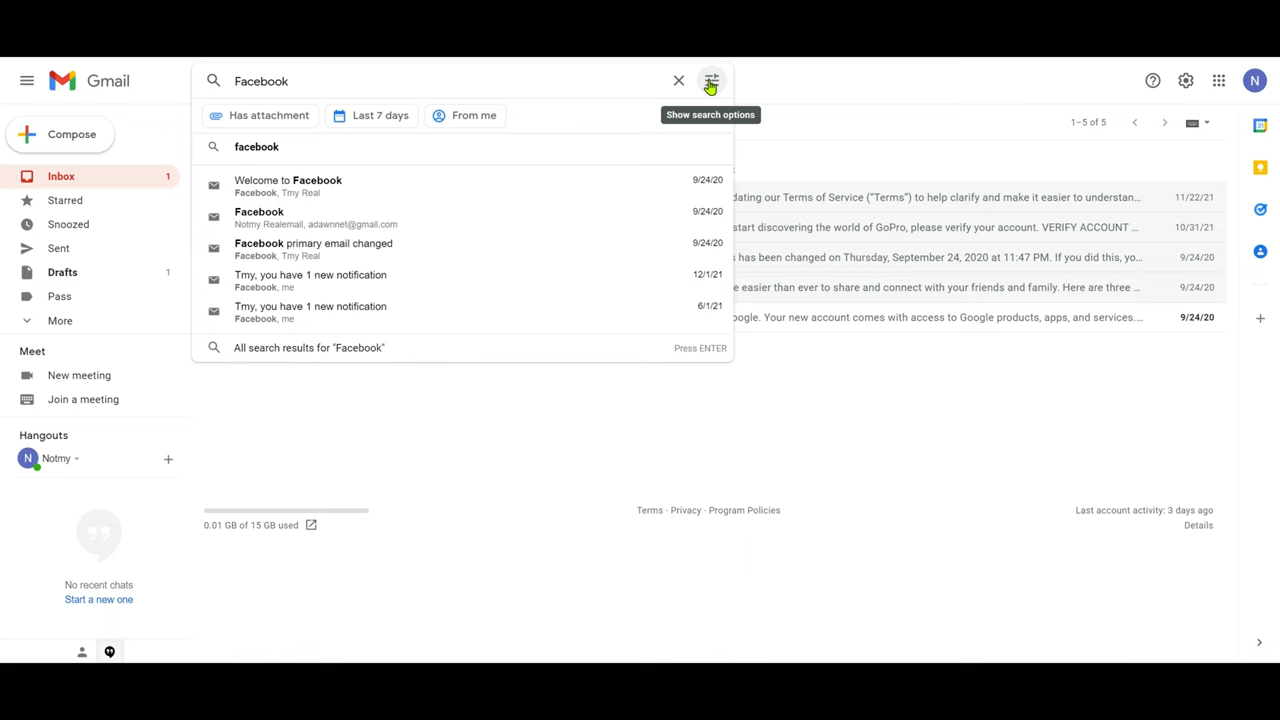 Gmail
Facebook
Has attachment
Last 7 days
From me
Show search options
1–5 of 5
Compose
facebook
Inbox 1
Welcome to Facebook 9/24/20
Facebook, Tmy Real
dating our Terms of Service ("Terms") to help clarify and make it easier to understan... 11/22/21
Starred
Facebook 9/24/20
Notmy Realemail, adawnnet@gmail.com
Snoozed
start discovering the world of GoPro, please verify your account. VERIFY ACCOUNT ... 10/31/21
Sent
Facebook primary email changed 9/24/20
Facebook, Tmy Real
s has been changed on Thursday, September 24, 2020 at 11:47 PM. If you did this, yo... 9/24/20
Drafts 1
Tmy, you have 1 new notification 12/1/21
Facebook, me
e easier than ever to share and connect with your friends and family. Here are three ... 9/24/20
Pass
Tmy, you have 1 new notification 6/1/21
Facebook, me
oogle. Your new account comes with access to Google products, apps, and services.... 9/24/20
More
All search results for "Facebook" Press ENTER
Meet
New meeting
Join a meeting
Hangouts
N Notmy
No recent chats
Start a new one
0.01 GB of 15 GB used
Terms · Privacy · Program Policies
Last account activity: 3 days ago
Details
N